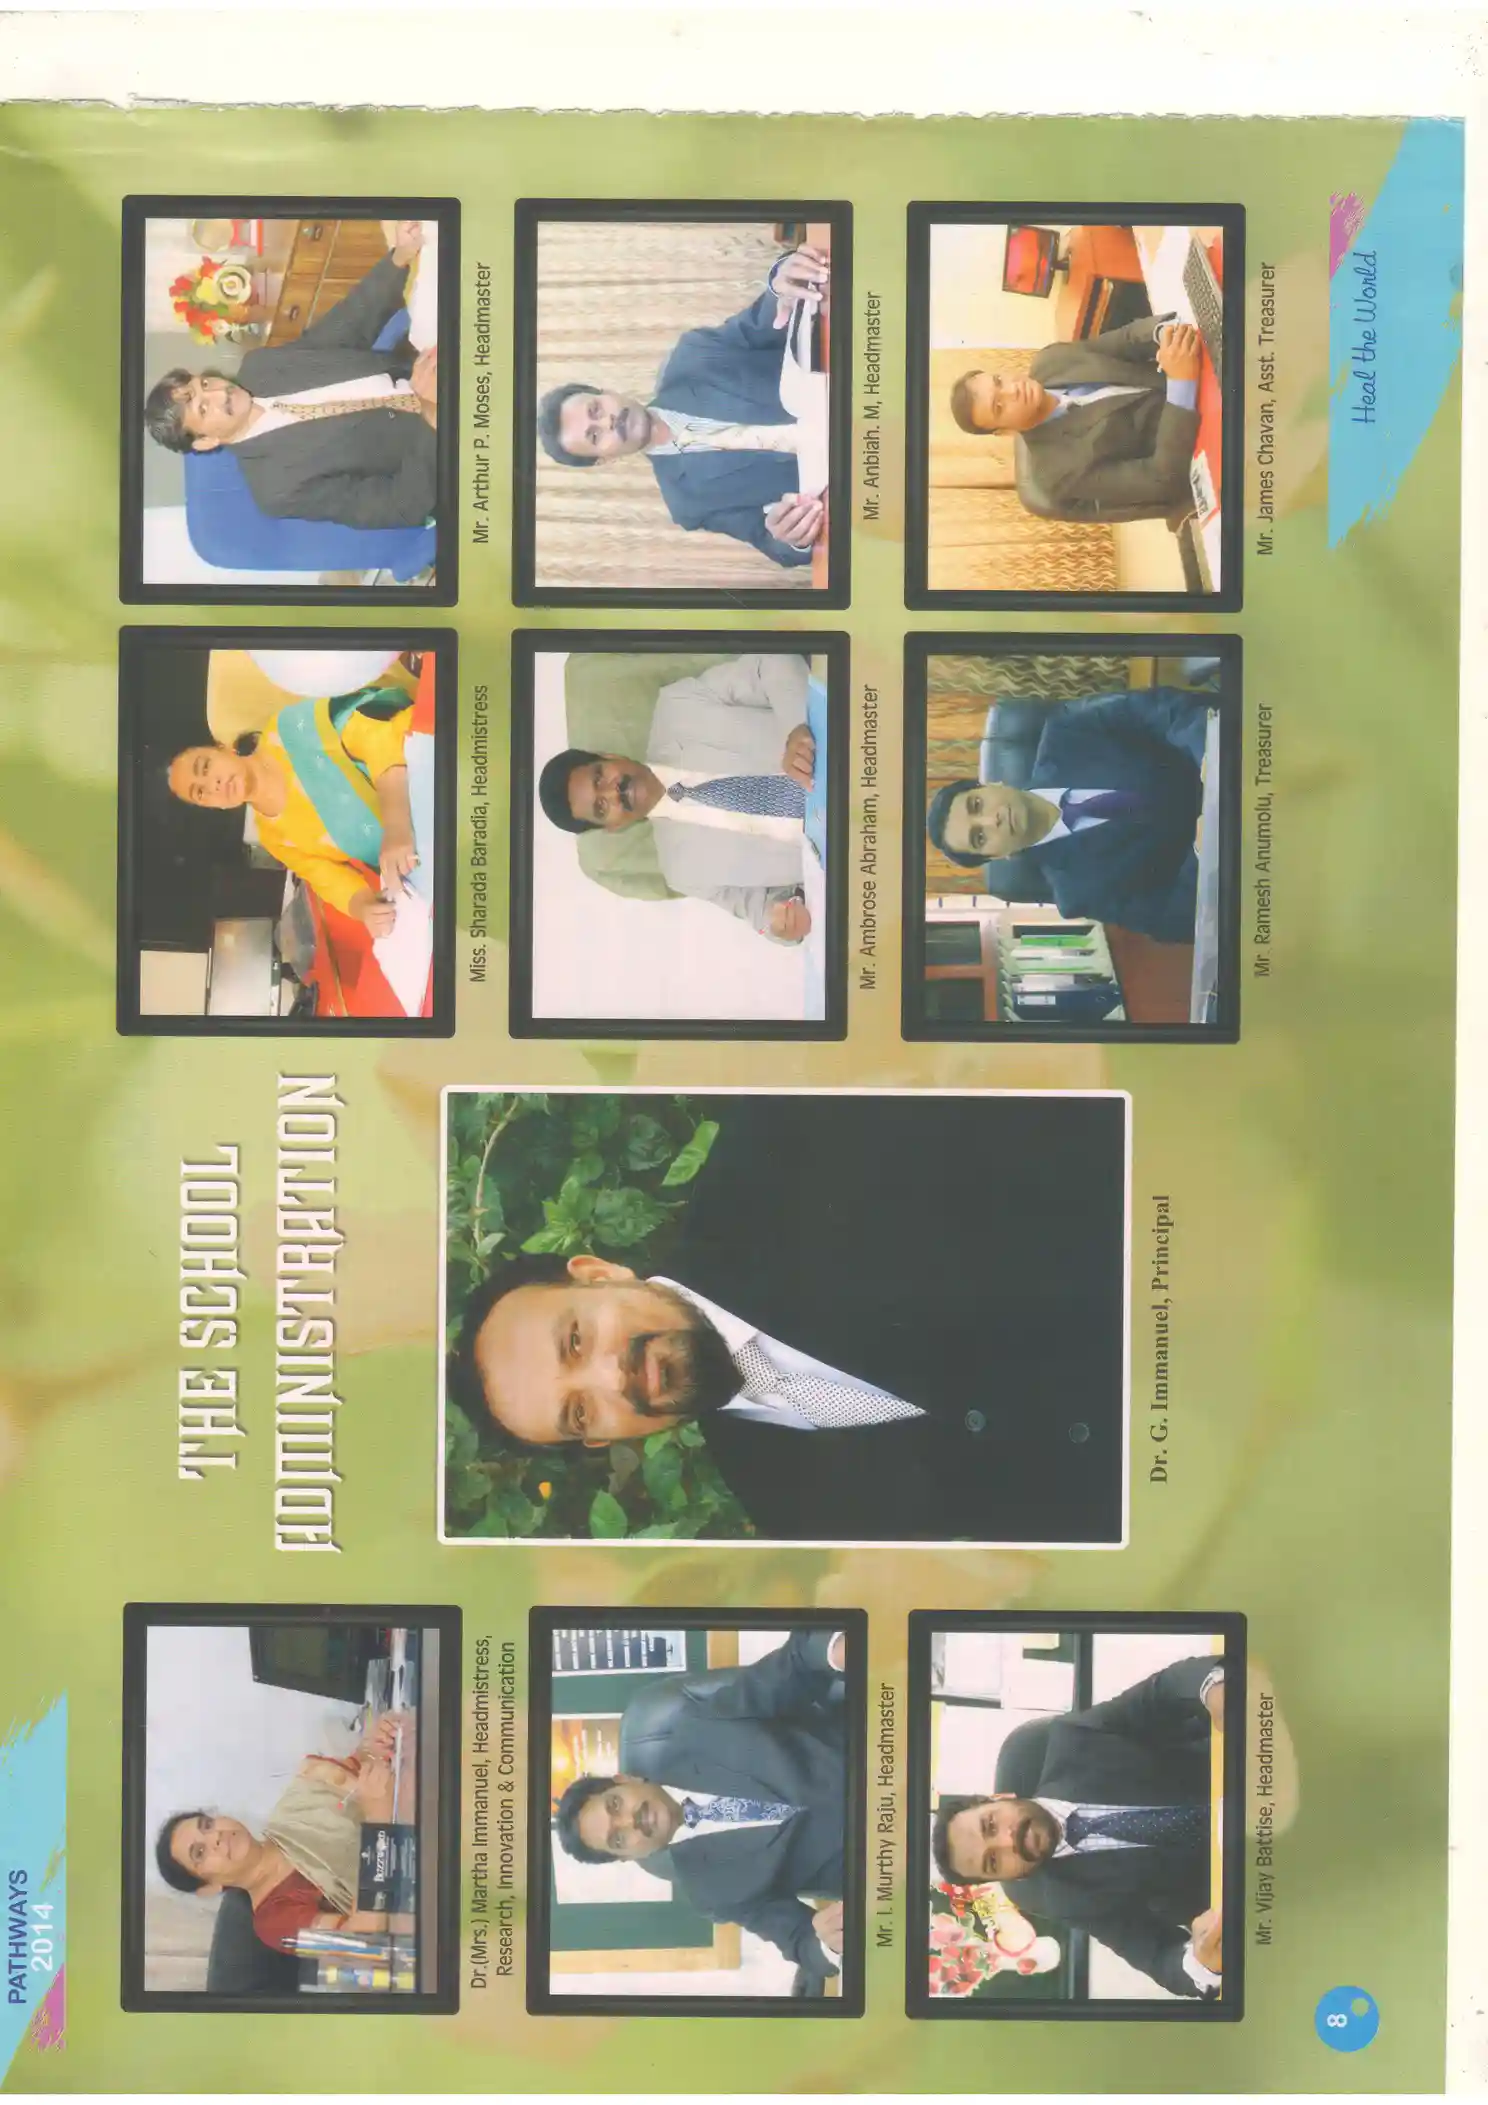 PATHWAYS
2014
THE SCHOOL
ADMINISTRATION
Dr.(Mrs.) Martha Immanuel, Headmistress,
Research, Innovation & Communication
Miss. Sharada Baradia, Headmistress
Mr. Arthur P. Moses, Headmaster
Mr. I. Murthy Raju, Headmaster
Mr. Ambrose Abraham, Headmaster
Mr. Anbiah. M, Headmaster
Dr. G. Immanuel, Principal
Mr. Vijay Battise, Headmaster
Mr. Ramesh Anumolu, Treasurer
Mr. James Chavan, Asst. Treasurer
8
Heal the World